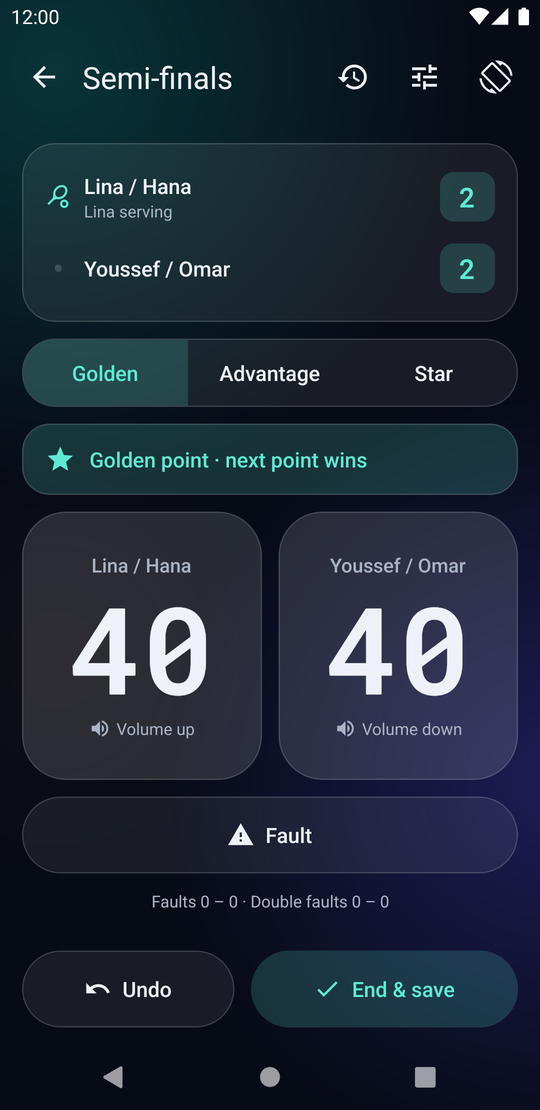 12:00
Semi-finals
Lina / Hana
2
Lina serving
Youssef / Omar
2
Golden
Advantage
Star
Golden point · next point wins
Lina / Hana
Youssef / Omar
40
40
Volume up
Volume down
Fault
Faults 0 – 0 · Double faults 0 – 0
Undo
End & save